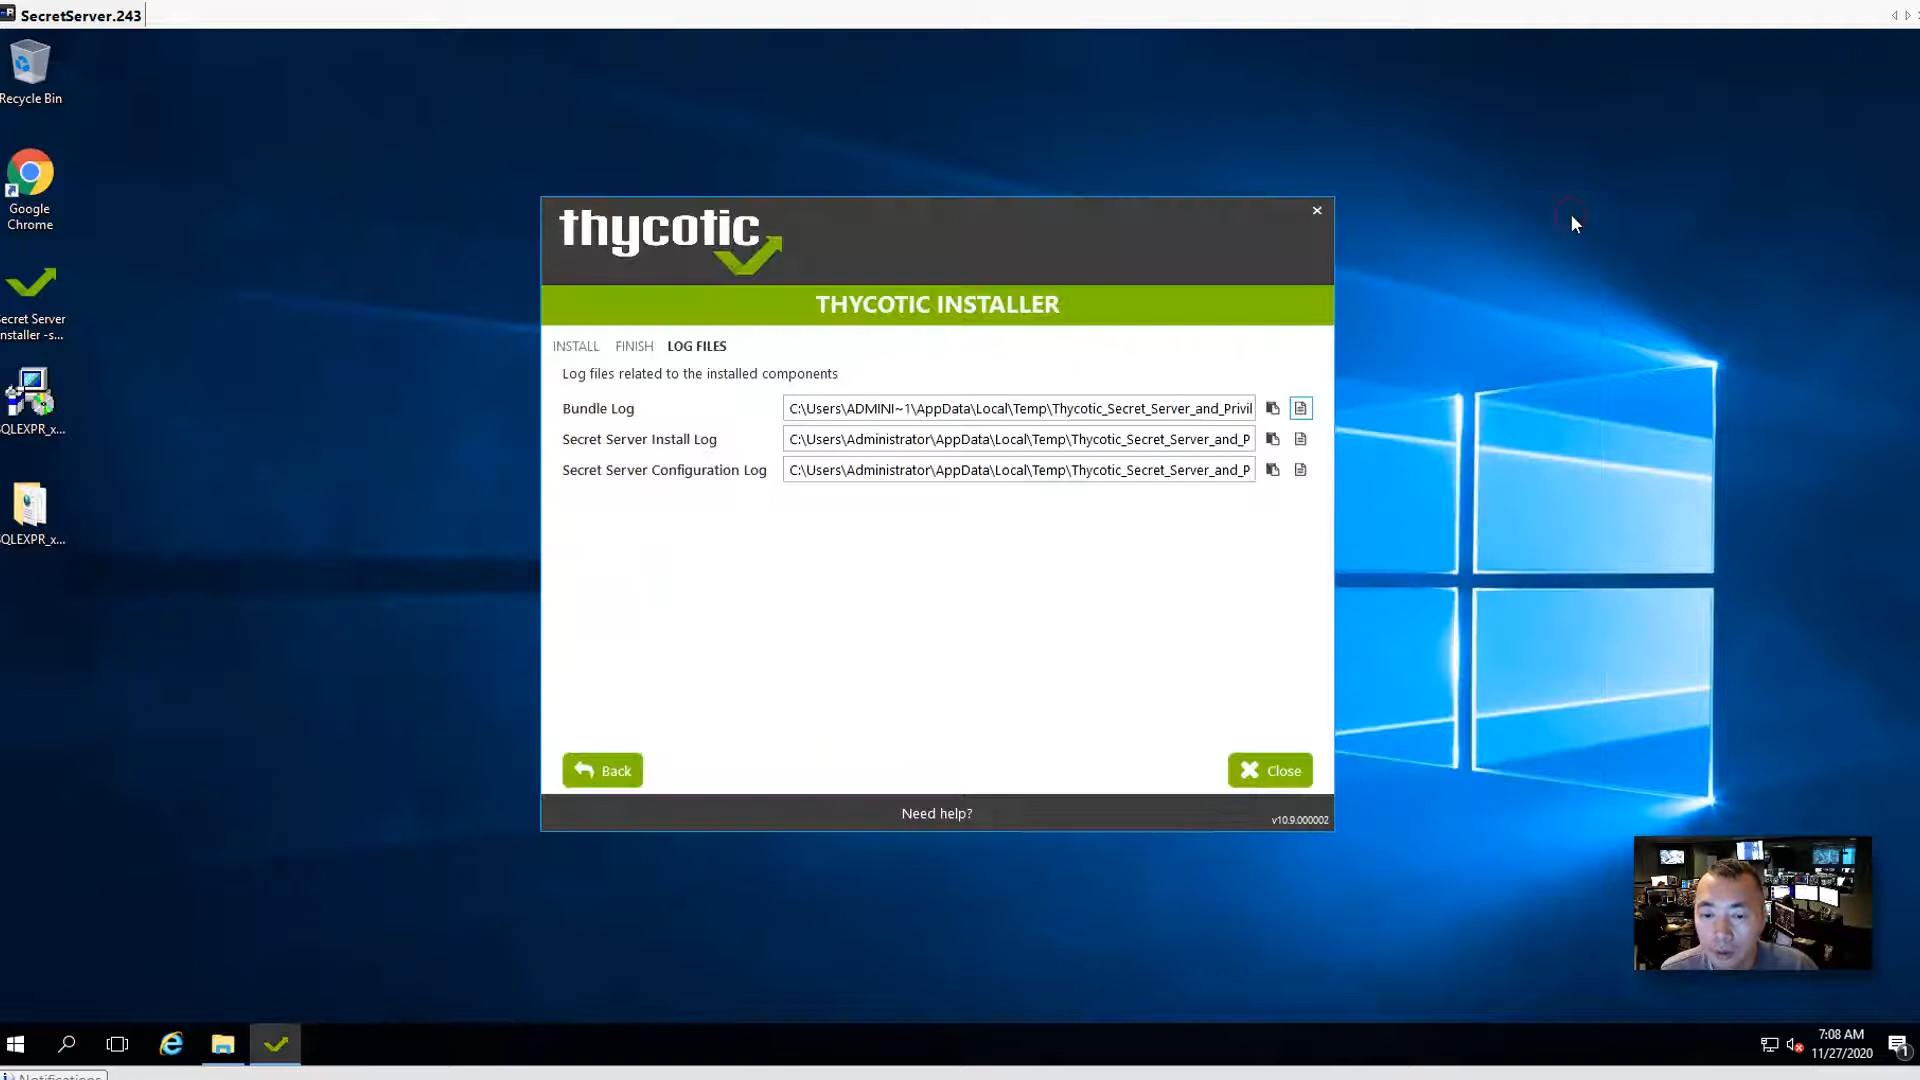 SecretServer.243
Recycle Bin
Google
Chrome
ecret Server
nstaller -s...
QLEXPR_x...
QLEXPR_x...
thycotic
THYCOTIC INSTALLER
INSTALL FINISH LOG FILES
Log files related to the installed components
Bundle Log C:\Users\ADMINI~1\AppData\Local\Temp\Thycotic_Secret_Server_and_Privil
Secret Server Install Log C:\Users\Administrator\AppData\Local\Temp\Thycotic_Secret_Server_and_P
Secret Server Configuration Log C:\Users\Administrator\AppData\Local\Temp\Thycotic_Secret_Server_and_P
Back Close
Need help?
v10.9.000002
7:08 AM
11/27/2020
1
Notifications